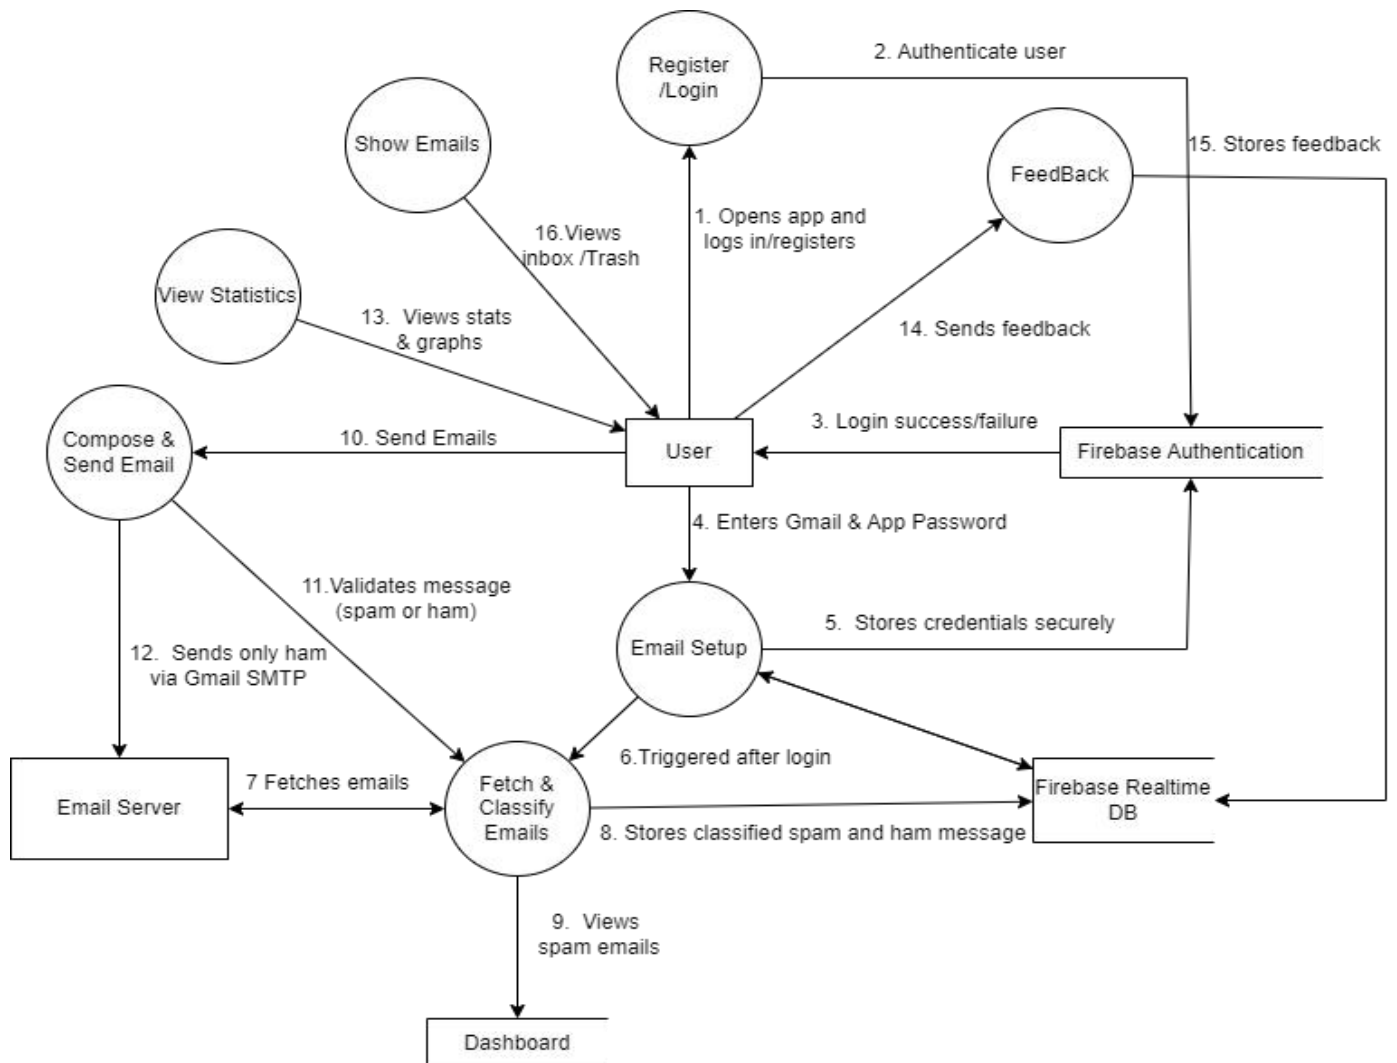 Register
/Login
2. Authenticate user
Show Emails
FeedBack
15. Stores feedback
1. Opens app and
logs in/registers
16.Views
inbox /Trash
View Statistics
13. Views stats
& graphs
14. Sends feedback
Compose &
Send Email
10. Send Emails
User
3. Login success/failure
Firebase Authentication
4. Enters Gmail & App Password
11.Validates message
(spam or ham)
Email Setup
5. Stores credentials securely
12. Sends only ham
via Gmail SMTP
6.Triggered after login
Email Server
7 Fetches emails
Fetch &
Classify
Emails
Firebase Realtime
DB
8. Stores classified spam and ham message
9. Views
spam emails
Dashboard